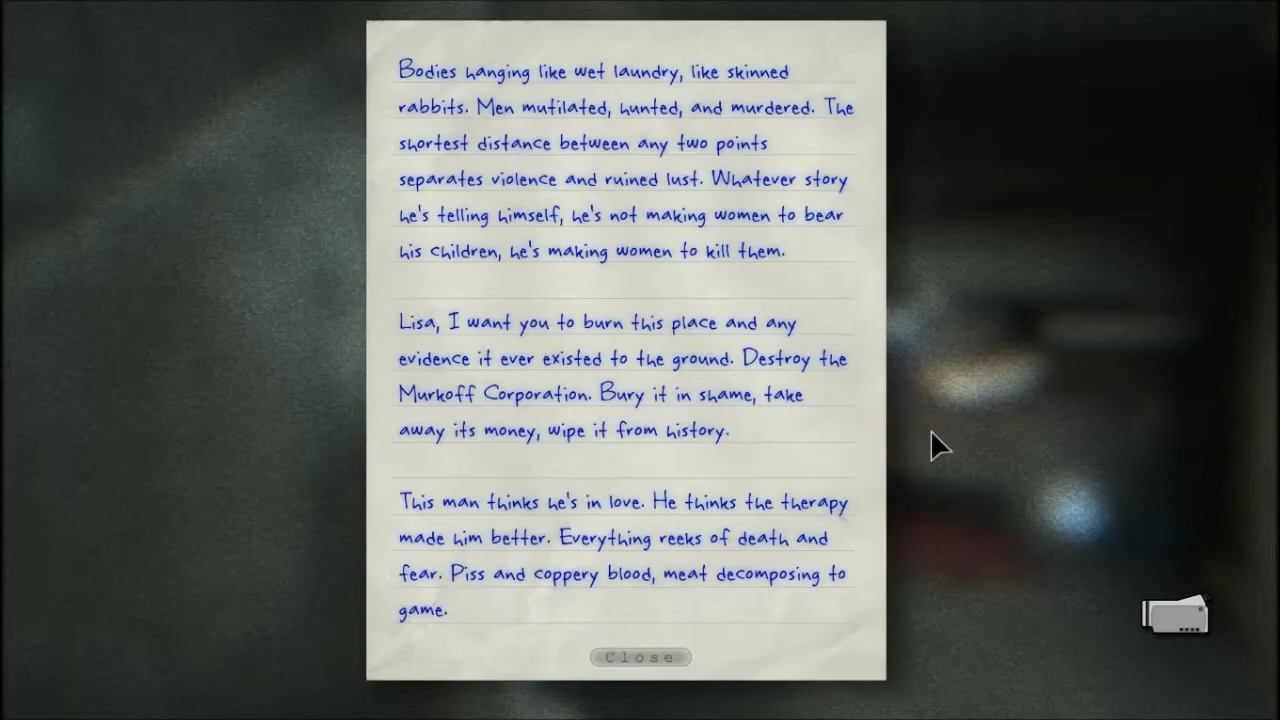 Bodies hanging like wet laundry, like skinned
rabbits. Men mutilated, hunted, and murdered. The
shortest distance between any two points
separates violence and ruined lust. Whatever story
he's telling himself, he's not making women to bear
his children, he's making women to kill them.
Lisa, I want you to burn this place and any
evidence it ever existed to the ground. Destroy the
Murkoff Corporation. Bury it in shame, take
away its money, wipe it from history.
This man thinks he's in love. He thinks the therapy
made him better. Everything reeks of death and
fear. Piss and coppery blood, meat decomposing to
game.
Close